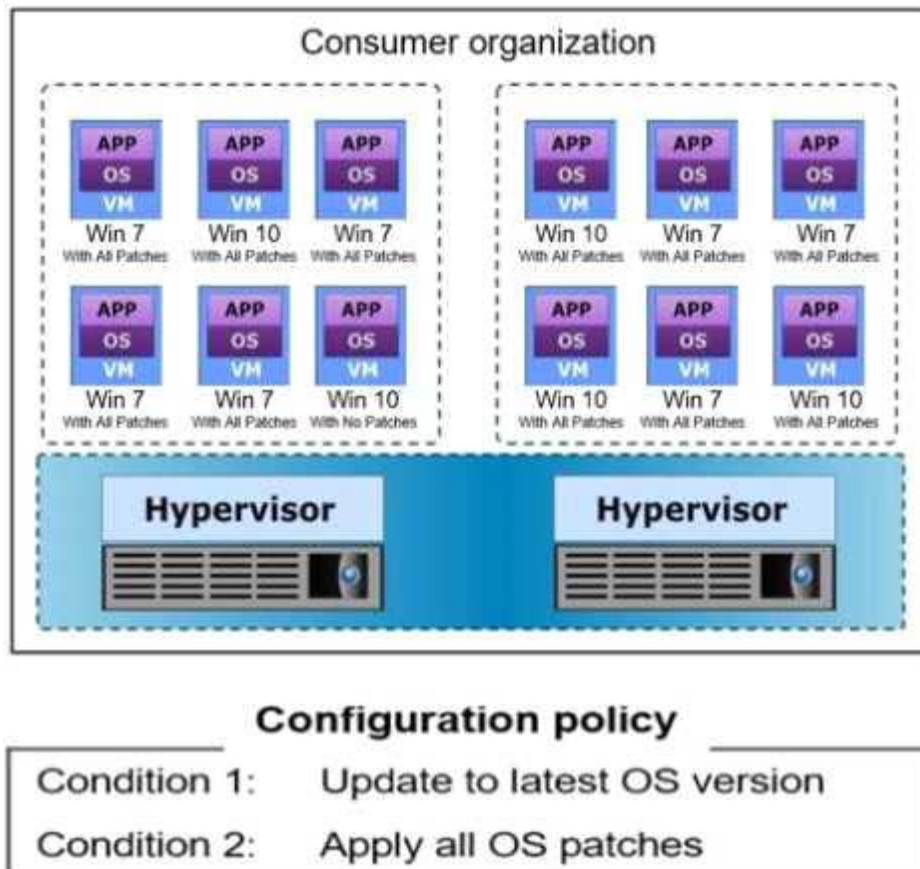 Consumer organization
APP APP APP APP APP APP
OS OS OS OS OS OS
VM VM VM VM VM VM
Win 7 Win 10 Win 7 Win 10 Win 7 Win 7
With All Patches With All Patches With All Patches With All Patches With All Patches With All Patches
APP APP APP APP APP APP
OS OS OS OS OS OS
VM VM VM VM VM VM
Win 7 Win 7 Win 10 Win 10 Win 7 Win 10
With All Patches With All Patches With No Patches With All Patches With All Patches With All Patches
Hypervisor Hypervisor
Configuration policy
Condition 1: Update to latest OS version
Condition 2: Apply all OS patches